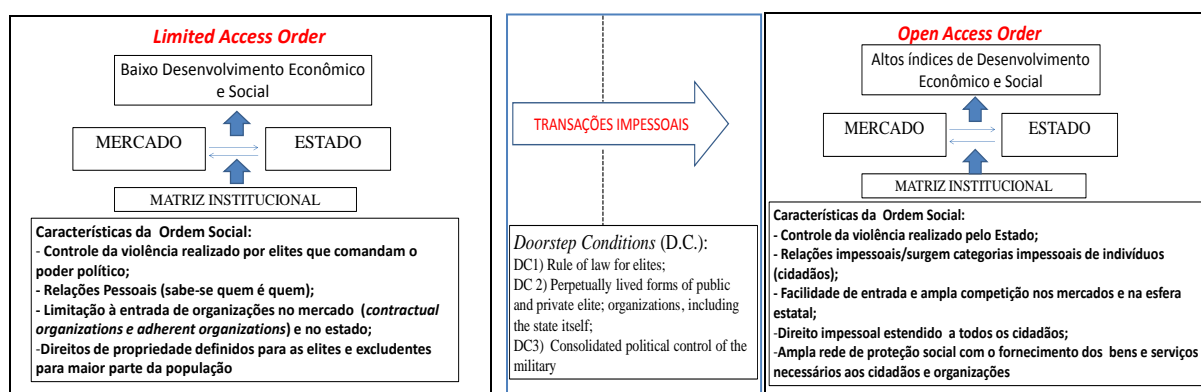 Limited Access Order
Baixo Desenvolvimento Econômico
e Social
MERCADO
ESTADO
MATRIZ INSTITUCIONAL
Características da Ordem Social:
- Controle da violência realizado por elites que comandam o
poder político;
- Relações Pessoais (sabe-se quem é quem);
- Limitação à entrada de organizações no mercado (contractual
organizations e adherent organizations) e no estado;
-Direitos de propriedade definidos para as elites e excludentes
para maior parte da população
TRANSAÇÕES IMPESSOAIS
Doorstep Conditions (D.C.):
DC1) Rule of law for elites;
DC 2) Perpetually lived forms of public
and private elite; organizations, including
the state itself;
DC3) Consolidated political control of the
military
Open Access Order
Altos índices de Desenvolvimento
Econômico e Social
MERCADO
ESTADO
MATRIZ INSTITUCIONAL
Características da Ordem Social:
- Controle da violência realizado pelo Estado;
- Relações impessoais/surgem categorias impessoais de indivíduos
(cidadãos);
- Facilidade de entrada e ampla competição nos mercados e na esfera
estatal;
-Direito impessoal estendido a todos os cidadãos;
-Ampla rede de proteção social com o fornecimento dos bens e serviços
necessários aos cidadãos e organizações